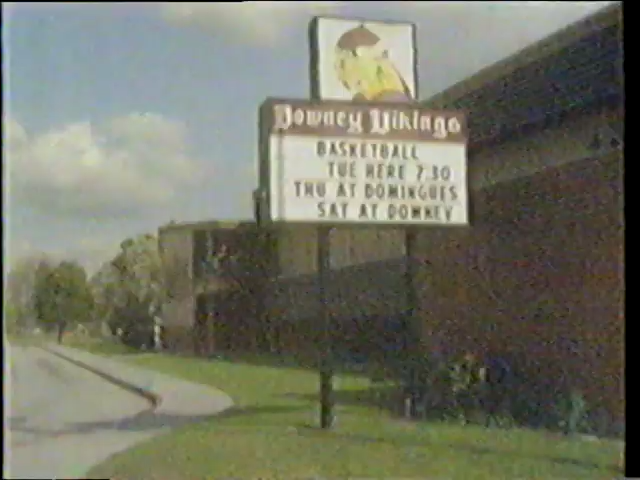 Downey Vikings
BASKETBALL
TUE HERE 7.30
THU AT DOMINGUES
SAT AT DOWNEY